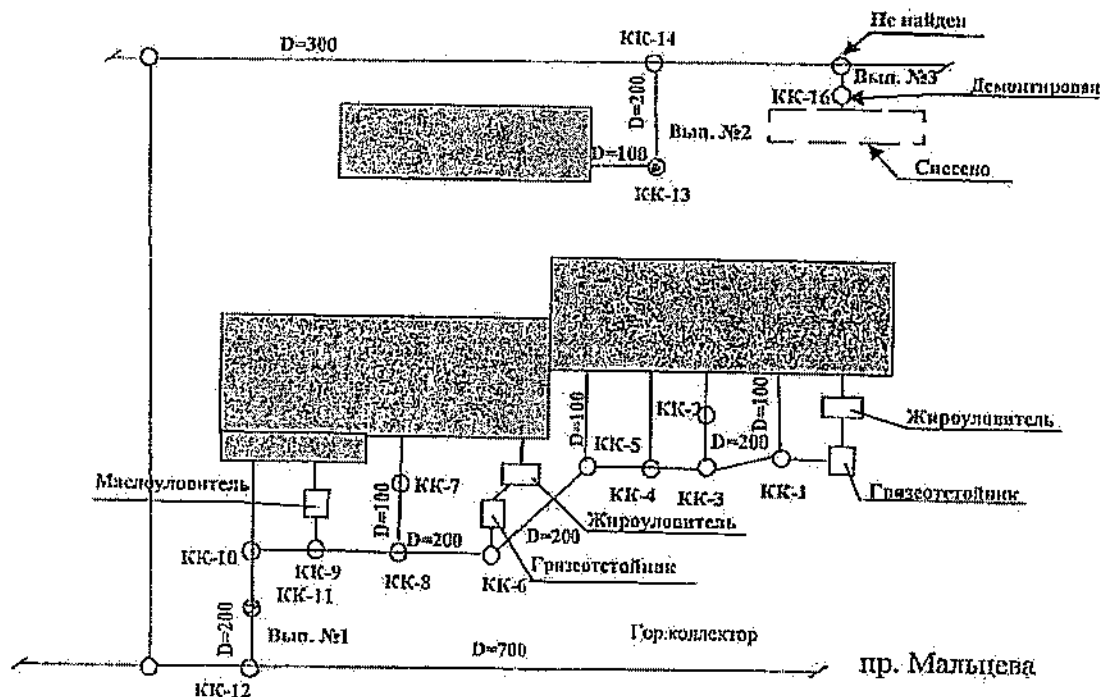 Не найден
КК-14
D=300
Вып. №3
КК-16
Демонтирован
D=200
Вып. №2
D=100
Снесено
КК-13
D=100
КК-2
D=100
Жироуловитель
D=200
КК-5
КК-4
КК-3
КК-1
Грязеотстойник
Маслоуловитель
КК-7
D=100
Жироуловитель
D=200
D=200
КК-10
КК-9
КК-8
КК-6
Грязеотстойник
КК-11
D=200
Вып. №1
Гор.коллектор
D=700
пр. Мальцева
КК-12